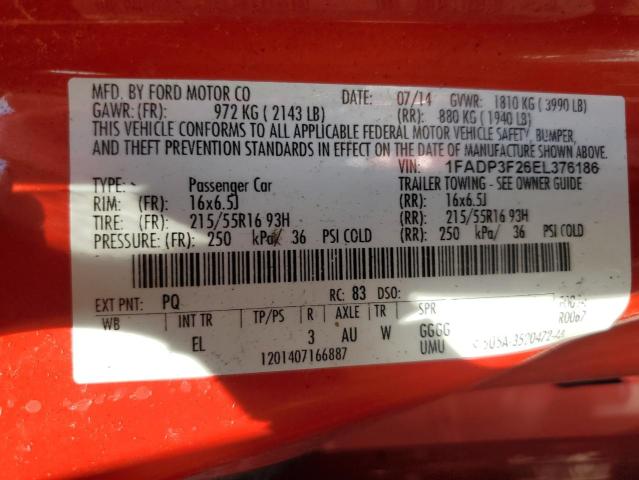 MFD. BY FORD MOTOR CO DATE: 07/14 GVWR: 1810 KG ( 3990 LB)
GAWR: (FR): 972 KG ( 2143 LB) (RR): 880 KG ( 1940 LB)
THIS VEHICLE CONFORMS TO ALL APPLICABLE FEDERAL MOTOR VEHICLE SAFETY, BUMPER,
AND THEFT PREVENTION STANDARDS IN EFFECT ON THE DATE OF MANUFACTURE SHOWN ABOVE.
VIN: 1FADP3F26EL376186
TYPE: Passenger Car TRAILER TOWING - SEE OWNER GUIDE
RIM: (FR) 16x6.5J (RR): 16x6.5J
TIRE: (FR) 215/55R16 93H (RR): 215/55R16 93H
PRESSURE: (FR): 250 kPa/ 36 PSI COLD (RR): 250 kPa/ 36 PSI COLD
EXT PNT: PQ RC: 83 DSO:
WB INT TR TP/PS R AXLE TR SPR R0067
EL 3 AU W GGGG
UMU
1201407166887